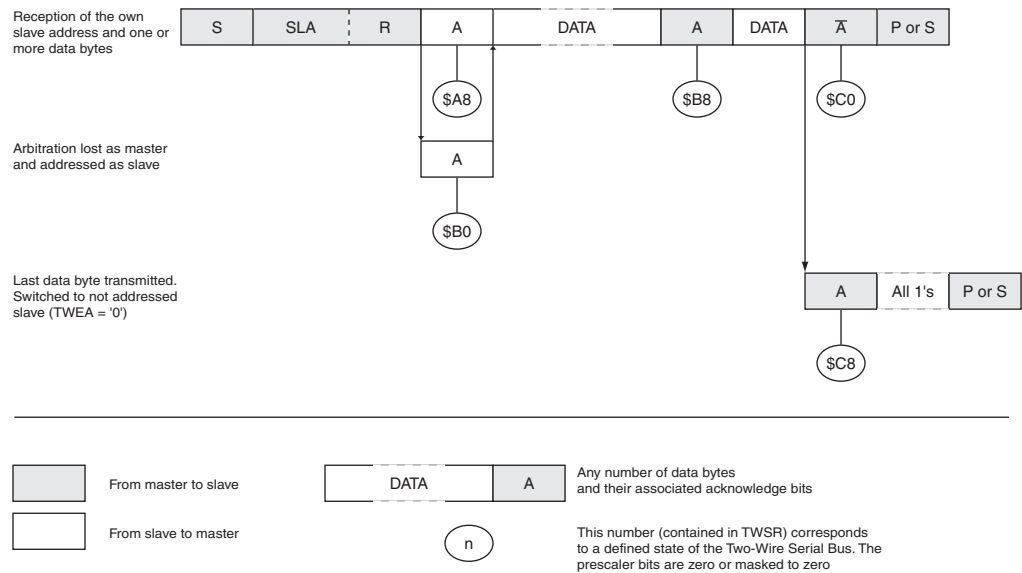 Reception of the own
slave address and one or
more data bytes
S SLA R A DATA A DATA A̅ P or S
$A8 $B8 $C0
Arbitration lost as master
and addressed as slave
A
$B0
Last data byte transmitted.
Switched to not addressed
slave (TWEA = '0')
A All 1's P or S
$C8
From master to slave
DATA A
Any number of data bytes
and their associated acknowledge bits
From slave to master
n
This number (contained in TWSR) corresponds
to a defined state of the Two-Wire Serial Bus. The
prescaler bits are zero or masked to zero